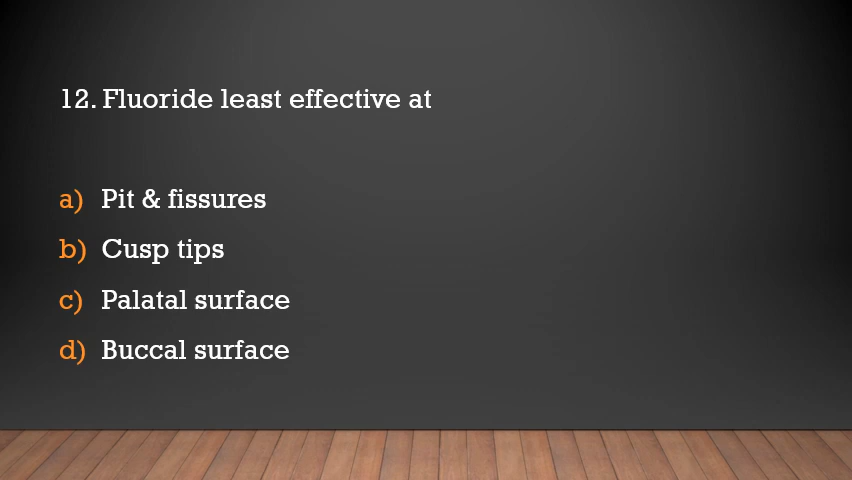 12. Fluoride least effective at
a) Pit & fissures
b) Cusp tips
c) Palatal surface
d) Buccal surface